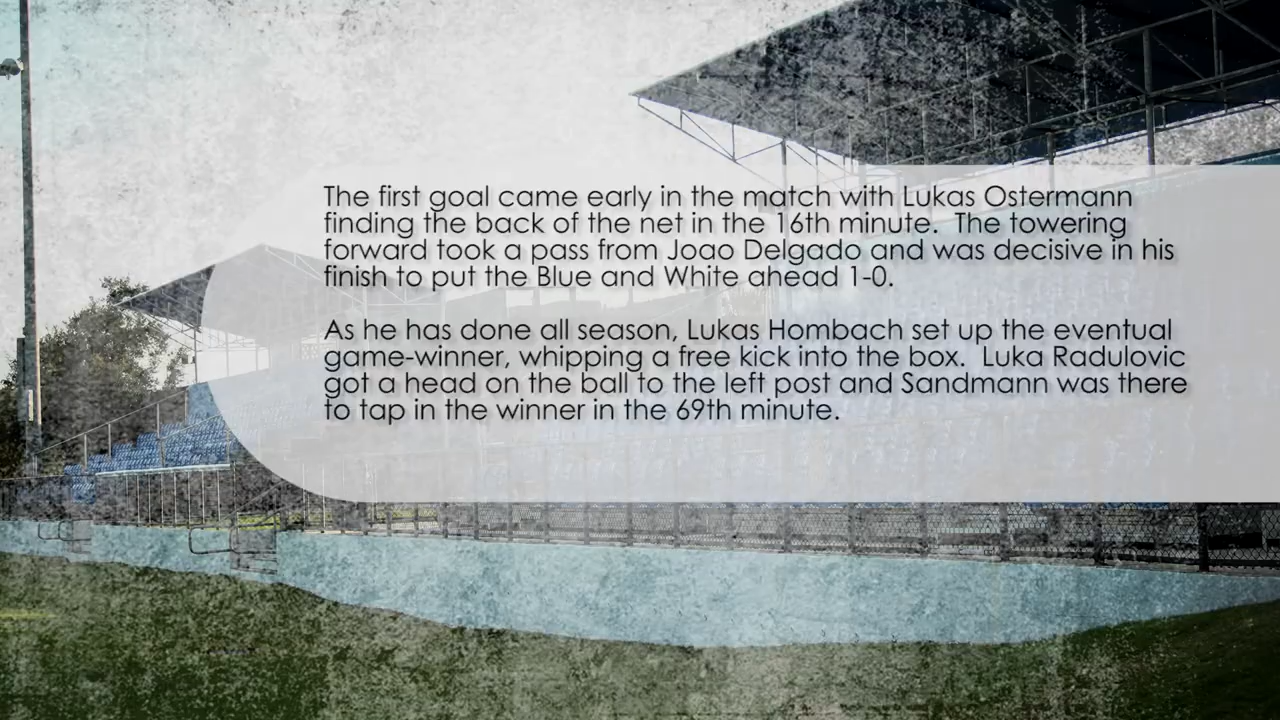 The first goal came early in the match with Lukas Ostermann
finding the back of the net in the 16th minute.  The towering
forward took a pass from Joao Delgado and was decisive in his
finish to put the Blue and White ahead 1-0.
As he has done all season, Lukas Hombach set up the eventual
game-winner, whipping a free kick into the box.  Luka Radulovic
got a head on the ball to the left post and Sandmann was there
to tap in the winner in the 69th minute.